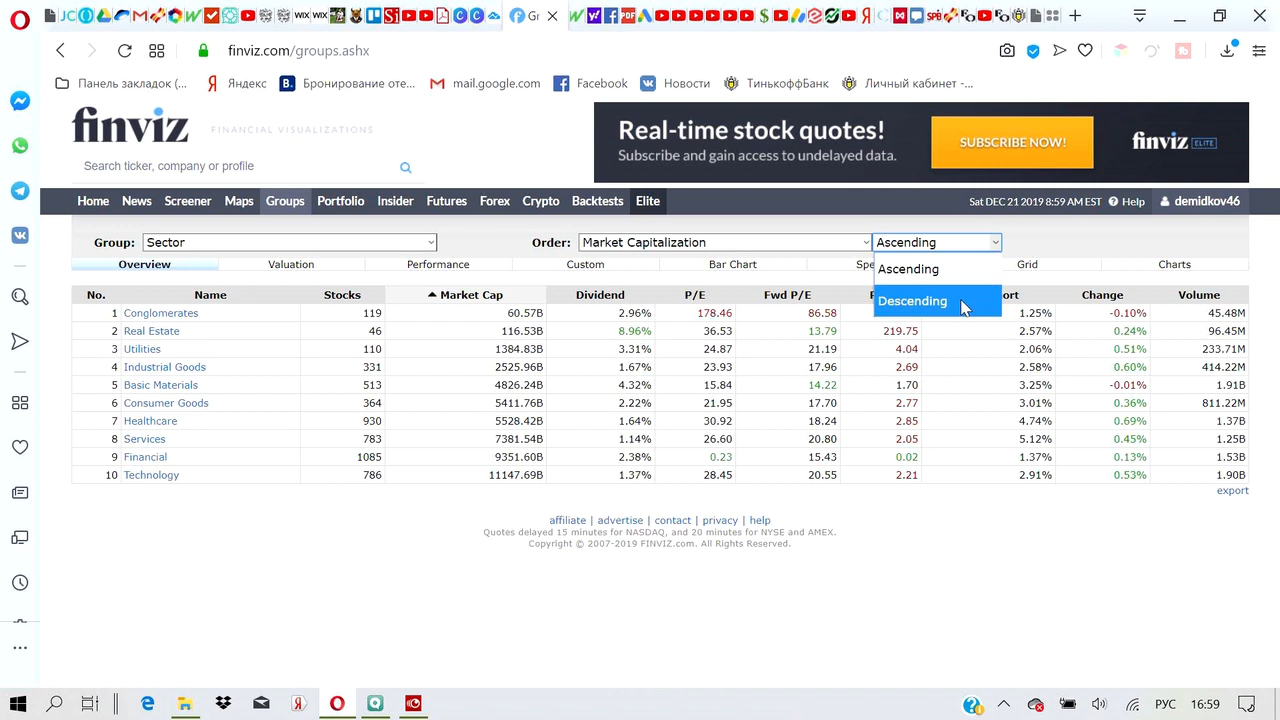 finviz.com/groups.ashx
Панель закладок (... Яндекс Бронирование оте... mail.google.com Facebook Новости ТинькоффБанк Личный кабинет -...
finviz FINANCIAL VISUALIZATIONS
Search ticker, company or profile
Real-time stock quotes!
Subscribe and gain access to undelayed data.
SUBSCRIBE NOW!
finviz ELITE
Home News Screener Maps Groups Portfolio Insider Futures Forex Crypto Backtests Elite Sat DEC 21 2019 8:59 AM EST Help demidkov46
Group: Sector Order: Market Capitalization Ascending
Ascending
Descending
Overview Valuation Performance Custom Bar Chart Spe Grid Charts
No. Name Stocks Market Cap Dividend P/E Fwd P/E ort Change Volume
1 Conglomerates 119 60.57B 2.96% 178.46 86.58 1.25% -0.10% 45.48M
2 Real Estate 46 116.53B 8.96% 36.53 13.79 219.75 2.57% 0.24% 96.45M
3 Utilities 110 1384.83B 3.31% 24.87 21.19 4.04 2.06% 0.51% 233.71M
4 Industrial Goods 331 2525.96B 1.67% 23.93 17.96 2.69 2.58% 0.60% 414.22M
5 Basic Materials 513 4826.24B 4.32% 15.84 14.22 1.70 3.25% -0.01% 1.91B
6 Consumer Goods 364 5411.76B 2.22% 21.95 17.70 2.77 3.01% 0.36% 811.22M
7 Healthcare 930 5528.42B 1.64% 30.92 18.24 2.85 4.74% 0.69% 1.37B
8 Services 783 7381.54B 1.14% 26.60 20.80 2.05 5.12% 0.45% 1.25B
9 Financial 1085 9351.60B 2.38% 0.23 15.43 0.02 1.37% 0.13% 1.53B
10 Technology 786 11147.69B 1.37% 28.45 20.55 2.21 2.91% 0.53% 1.90B
export
affiliate | advertise | contact | privacy | help
Quotes delayed 15 minutes for NASDAQ, and 20 minutes for NYSE and AMEX.
Copyright © 2007-2019 FINVIZ.com. All Rights Reserved.
РУС 16:59